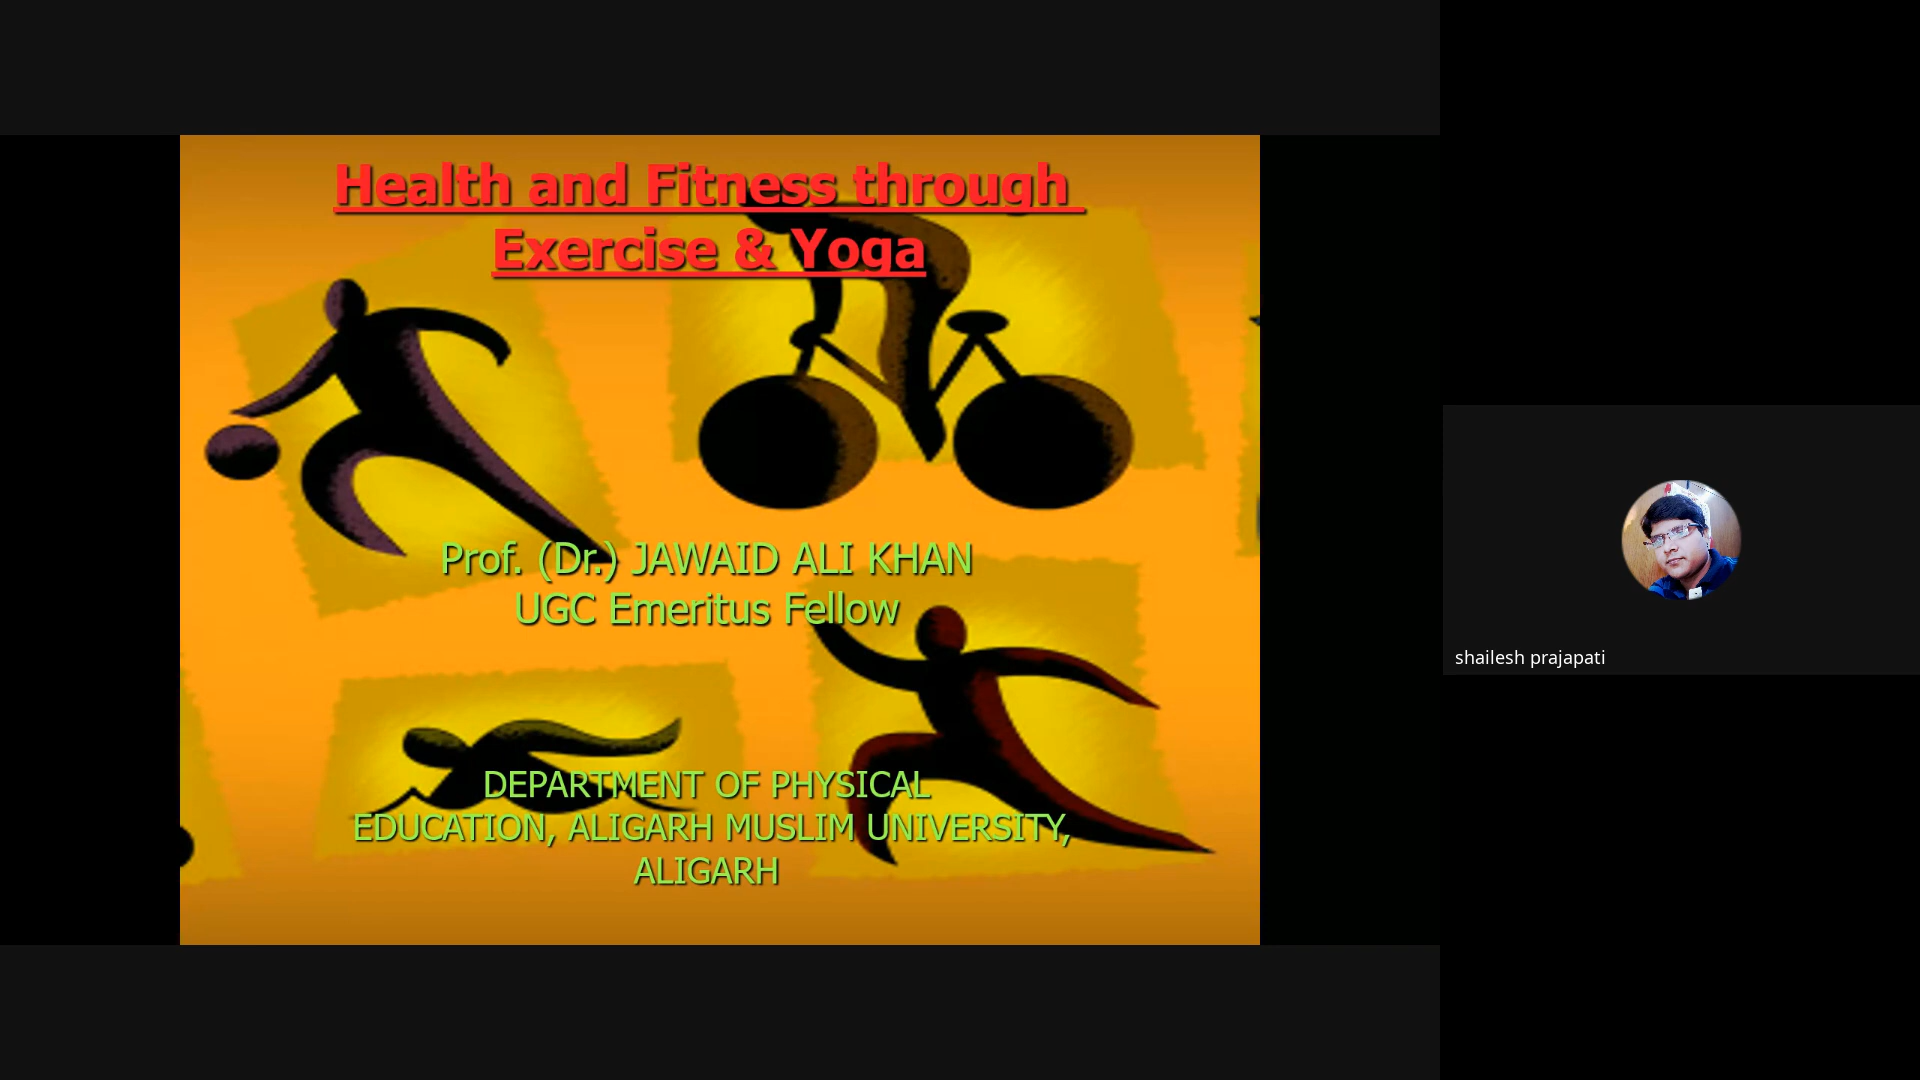 Health and Fitness through
Exercise & Yoga
Prof. (Dr.) JAWAID ALI KHAN
UGC Emeritus Fellow
DEPARTMENT OF PHYSICAL
EDUCATION, ALIGARH MUSLIM UNIVERSITY,
ALIGARH
shailesh prajapati